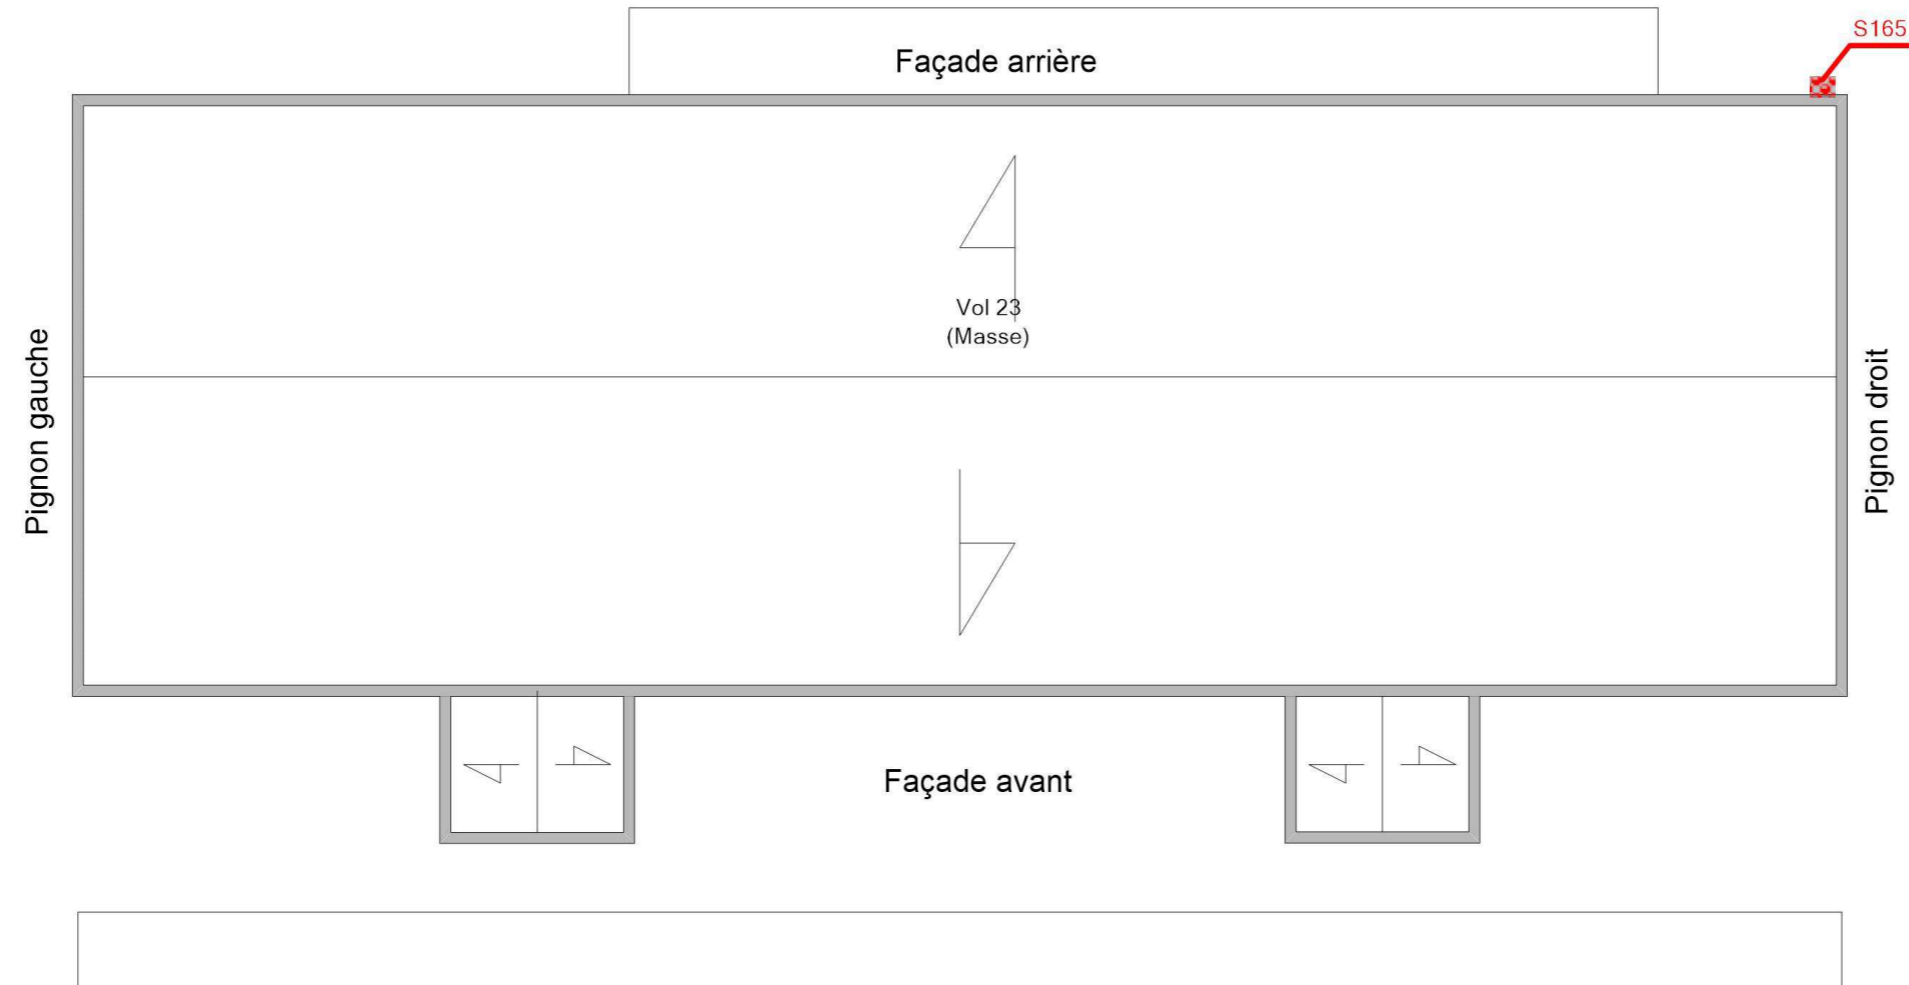 S165
Façade arrière
Vol 23
(Masse)
Pignon gauche
Pignon droit
Façade avant